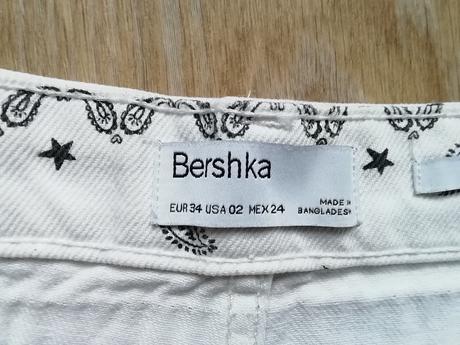 Bershka
EUR 34 USA 02 MEX 24
MADE IN
BANGLADESH